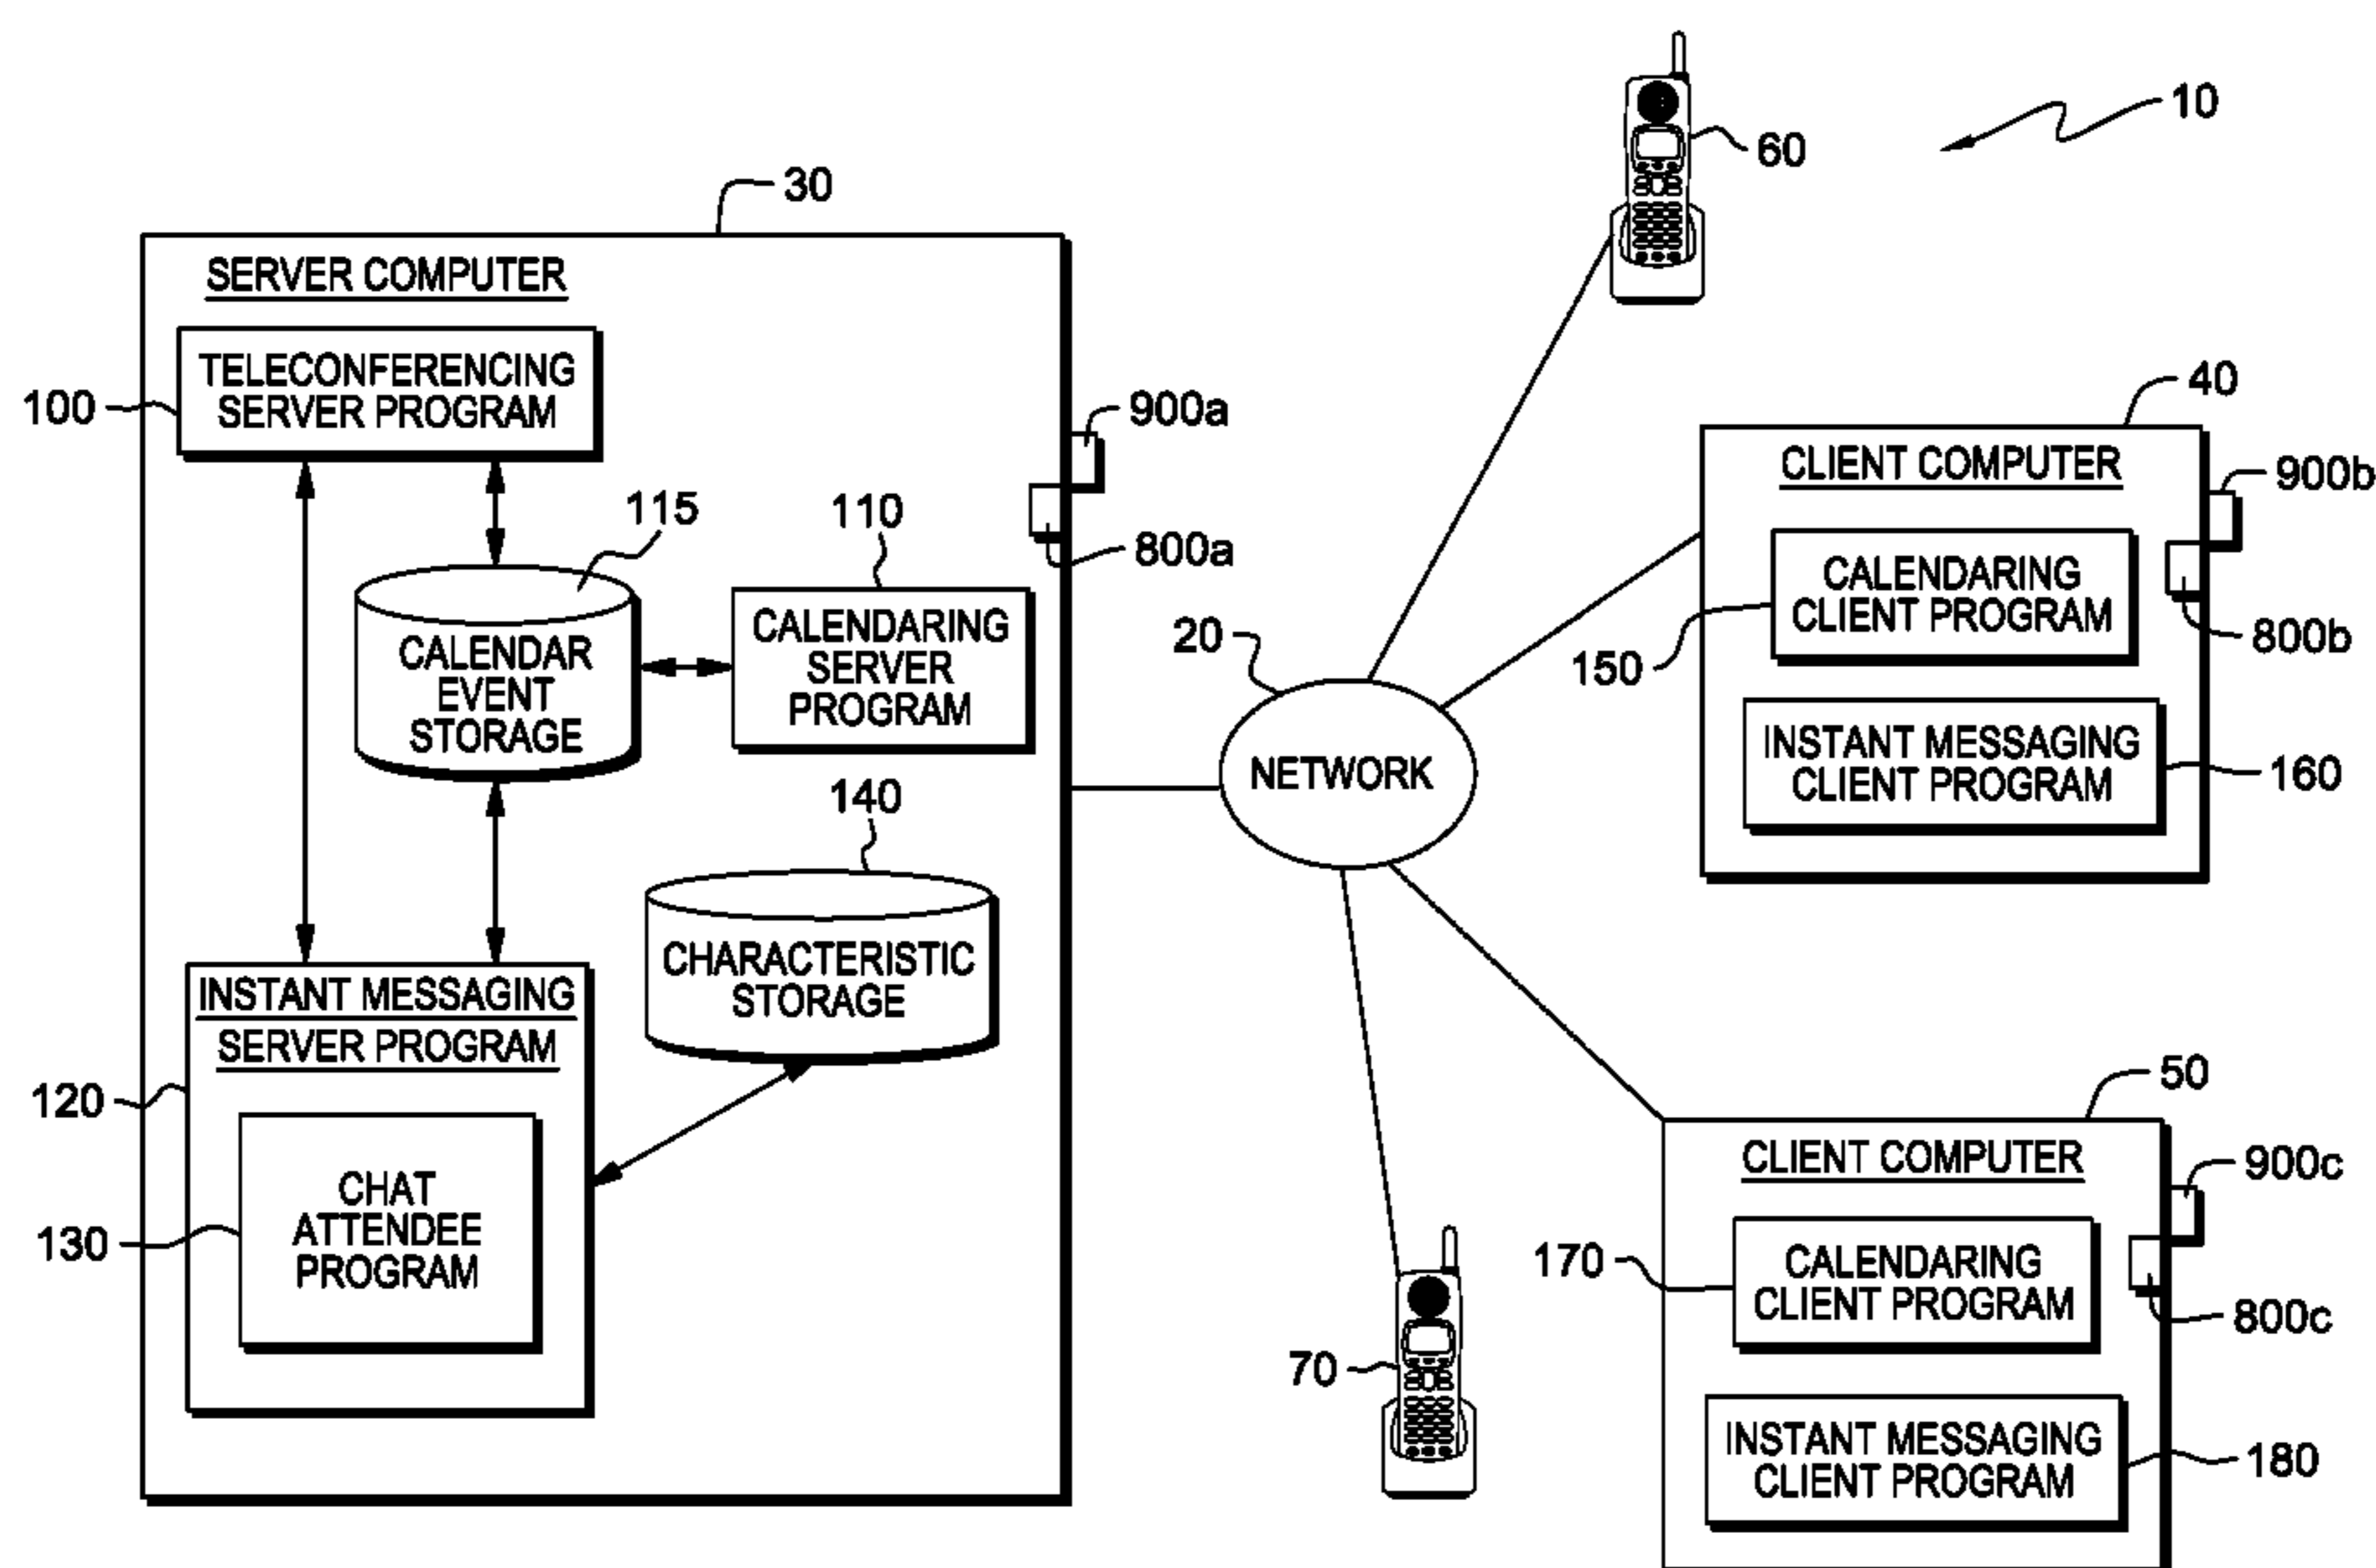 10
60
30
SERVER COMPUTER
TELECONFERENCING
SERVER PROGRAM
100
900a
800a
115
110
CALENDAR
EVENT
STORAGE
CALENDARING
SERVER
PROGRAM
140
CHARACTERISTIC
STORAGE
INSTANT MESSAGING
SERVER PROGRAM
120
CHAT
ATTENDEE
PROGRAM
130
20
NETWORK
40
CLIENT COMPUTER
900b
CALENDARING
CLIENT PROGRAM
150
800b
INSTANT MESSAGING
CLIENT PROGRAM
160
70
50
CLIENT COMPUTER
900c
CALENDARING
CLIENT PROGRAM
170
800c
INSTANT MESSAGING
CLIENT PROGRAM
180